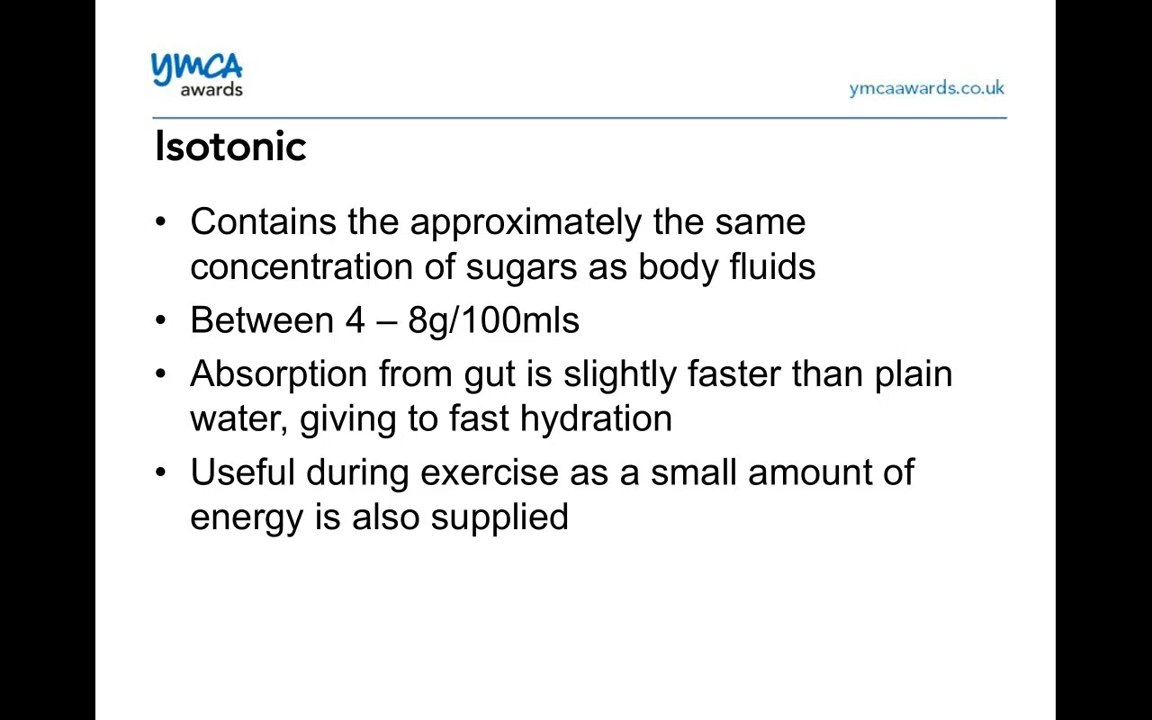 ymca
awards
ymcaawards.co.uk
Isotonic
• Contains the approximately the same
concentration of sugars as body fluids
• Between 4 – 8g/100mls
• Absorption from gut is slightly faster than plain
water, giving to fast hydration
• Useful during exercise as a small amount of
energy is also supplied